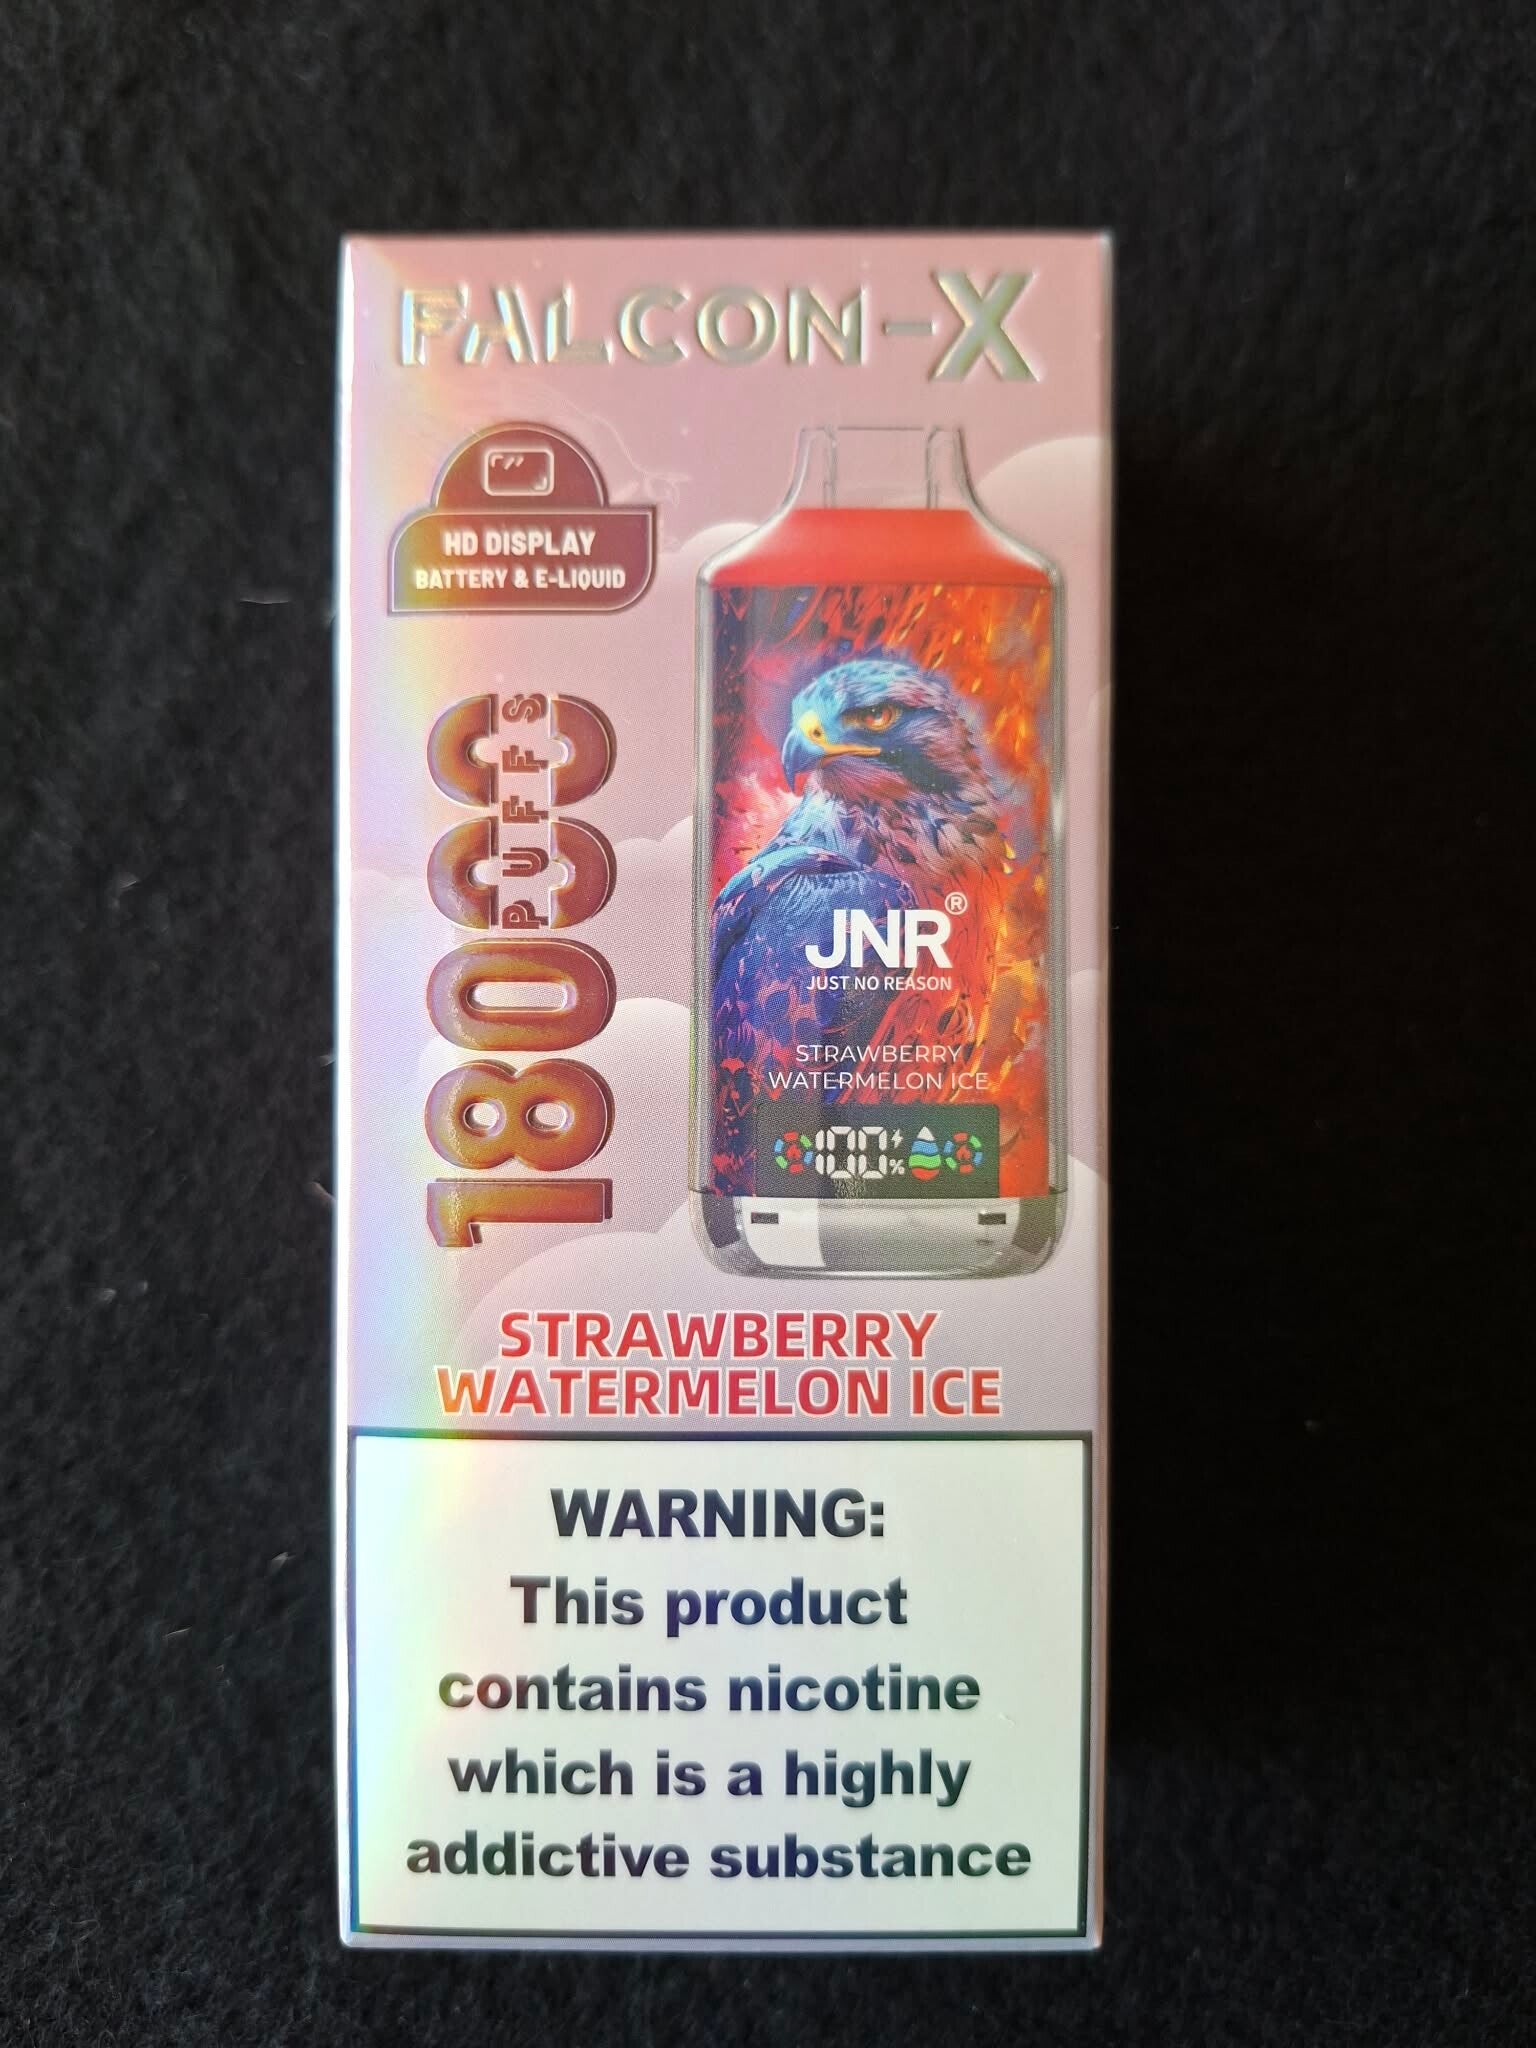 FALCON-X
HD DISPLAY
BATTERY & E-LIQUID
18000
PUFFS
JNR®
JUST NO REASON
STRAWBERRY
WATERMELON ICE
100%
STRAWBERRY
WATERMELON ICE
WARNING:
This product
contains nicotine
which is a highly
addictive substance